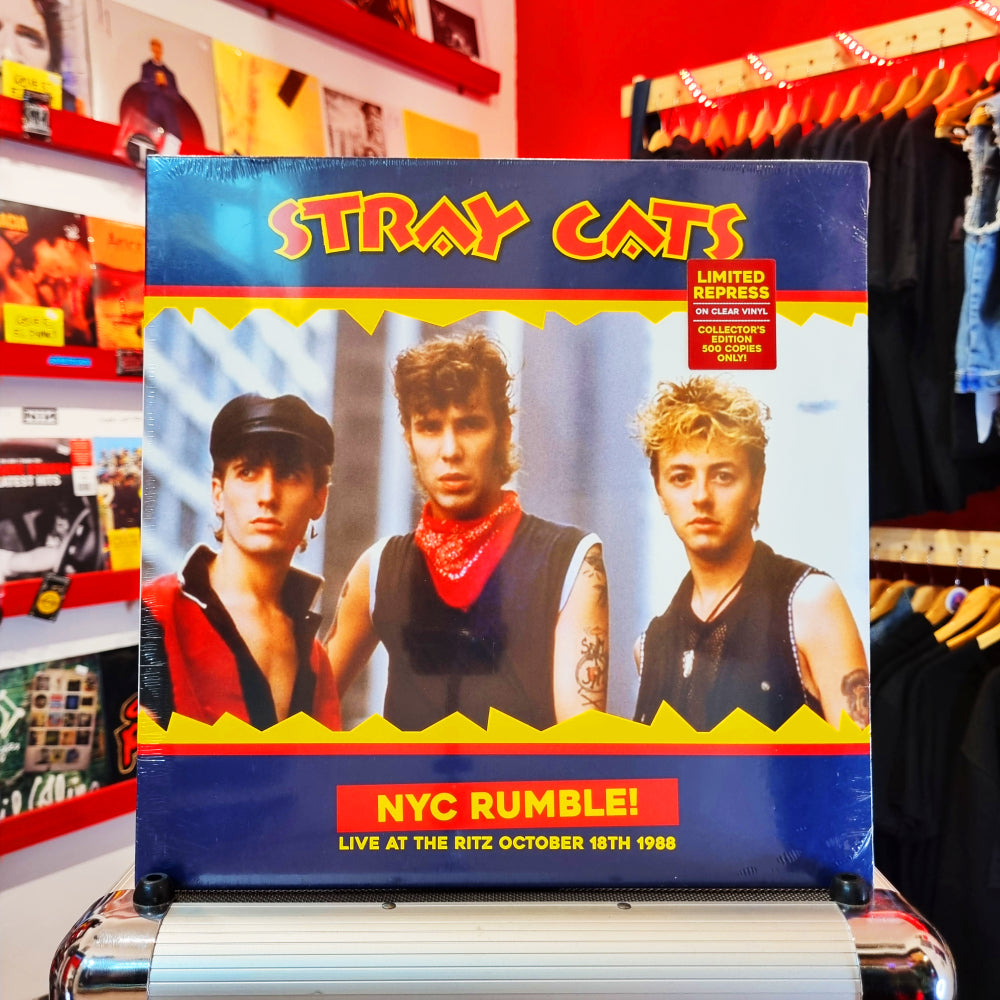 STRAY CATS
LIMITED
REPRESS
ON CLEAR VINYL
COLLECTOR'S
EDITION
500 COPIES
ONLY!
NYC RUMBLE!
LIVE AT THE RITZ OCTOBER 18TH 1988